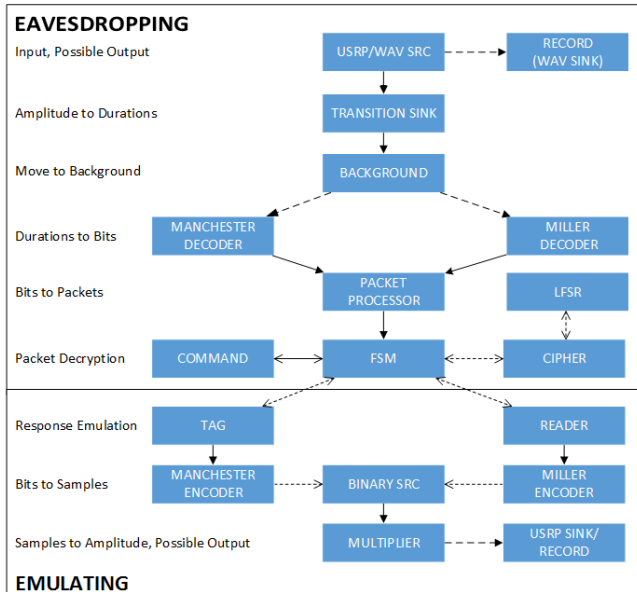 EAVESDROPPING
Input, Possible Output
USRP/WAV SRC
RECORD
(WAV SINK)
Amplitude to Durations
TRANSITION SINK
Move to Background
BACKGROUND
Durations to Bits
MANCHESTER
DECODER
MILLER
DECODER
Bits to Packets
PACKET
PROCESSOR
LFSR
Packet Decryption
COMMAND
FSM
CIPHER
Response Emulation
TAG
READER
Bits to Samples
MANCHESTER
ENCODER
BINARY SRC
MILLER
ENCODER
Samples to Amplitude, Possible Output
MULTIPLIER
USRP SINK/
RECORD
EMULATING